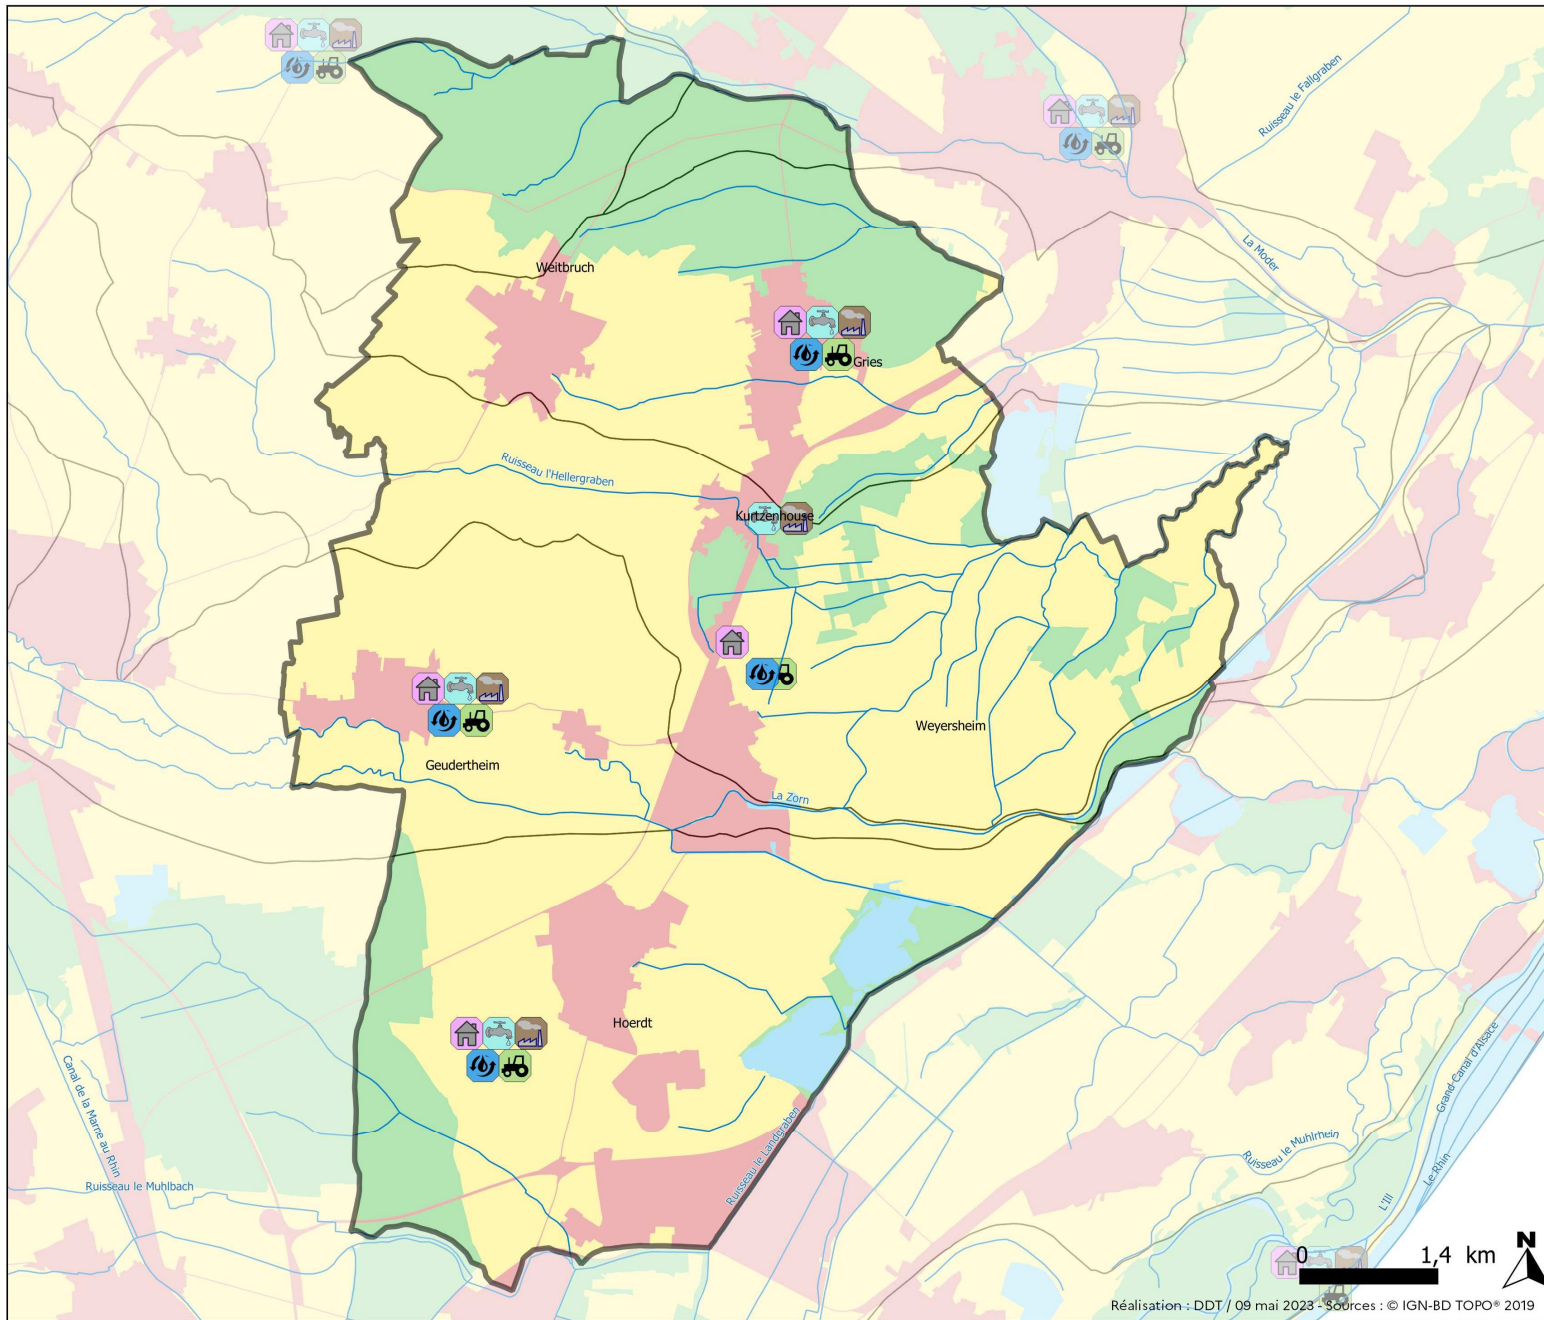 Ruisseau le Fallgraben
La Moder
Weitbruch
Gries
Ruisseau l'Hellergraben
Kurtzenhouse
Weyersheim
Geudertheim
La Zorn
Hoerdt
Canal de la Marne au Rhin
Ruisseau le Landgraben
Grand Canal d'Alsace
Ruisseau le Muhlrhein
Ruisseau le Muhlbach
Le Rhin
L'Ill
N
0 1,4 km
Réalisation : DDT / 09 mai 2023 - Sources : © IGN-BD TOPO® 2019